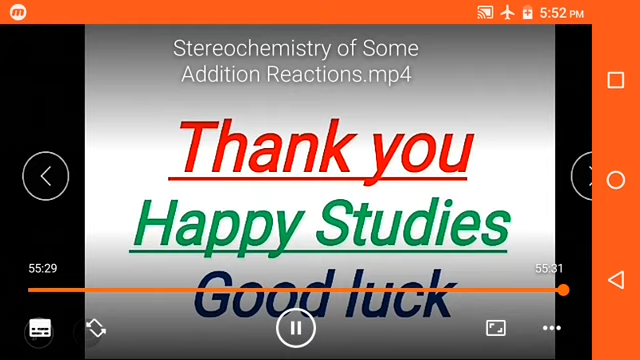 5:52 PM
Stereochemistry of Some
Addition Reactions.mp4
Thank you
Happy Studies
55:29
55:31
Good luck